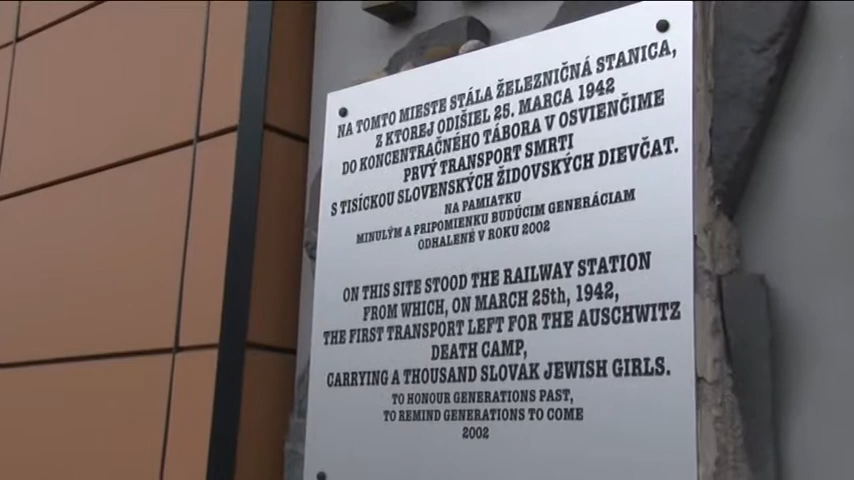 NA TOMTO MIESTE STÁLA ŽELEZNIČNÁ STANICA,
Z KTOREJ ODIŠIEL 25. MARCA 1942
DO KONCENTRAČNÉHO TÁBORA V OSVIENČIME
PRVÝ TRANSPORT SMRTI
S TISÍCKOU SLOVENSKÝCH ŽIDOVSKÝCH DIEVČAT.
NA PAMIATKU
MINULÝM A PRIPOMIENKU BUDÚCIM GENERÁCIAM
ODHALENÉ V ROKU 2002
ON THIS SITE STOOD THE RAILWAY STATION
FROM WHICH, ON MARCH 25th, 1942,
THE FIRST TRANSPORT LEFT FOR THE AUSCHWITZ
DEATH CAMP,
CARRYING A THOUSAND SLOVAK JEWISH GIRLS.
TO HONOUR GENERATIONS PAST,
TO REMIND GENERATIONS TO COME
2002